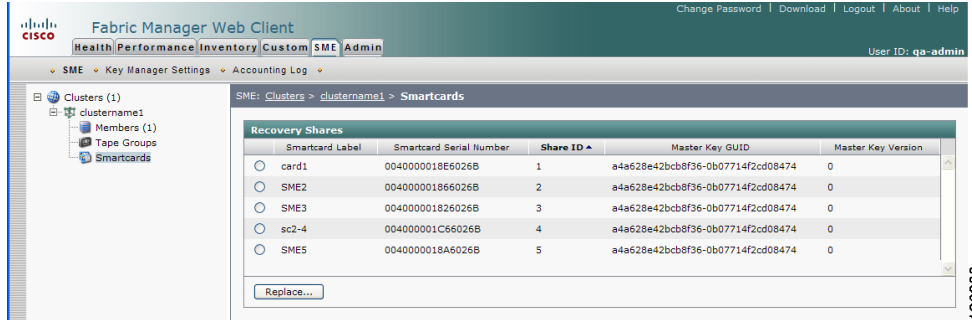 Change Password | Download | Logout | About | Help
CISCO
Fabric Manager Web Client
Health Performance Inventory Custom SME Admin
User ID: qa-admin
SME Key Manager Settings Accounting Log
Clusters (1)
clustername1
Members (1)
Tape Groups
Smartcards
SME: Clusters > clustername1 > Smartcards
Recovery Shares
Smartcard Label Smartcard Serial Number Share ID Master Key GUID Master Key Version
card1 0040000018E6026B 1 a4a628e42bcb8f36-0b07714f2cd08474 0
SME2 004000001866026B 2 a4a628e42bcb8f36-0b07714f2cd08474 0
SME3 004000001826026B 3 a4a628e42bcb8f36-0b07714f2cd08474 0
sc2-4 004000001C66026B 4 a4a628e42bcb8f36-0b07714f2cd08474 0
SME5 0040000018A6026B 5 a4a628e42bcb8f36-0b07714f2cd08474 0
Replace...